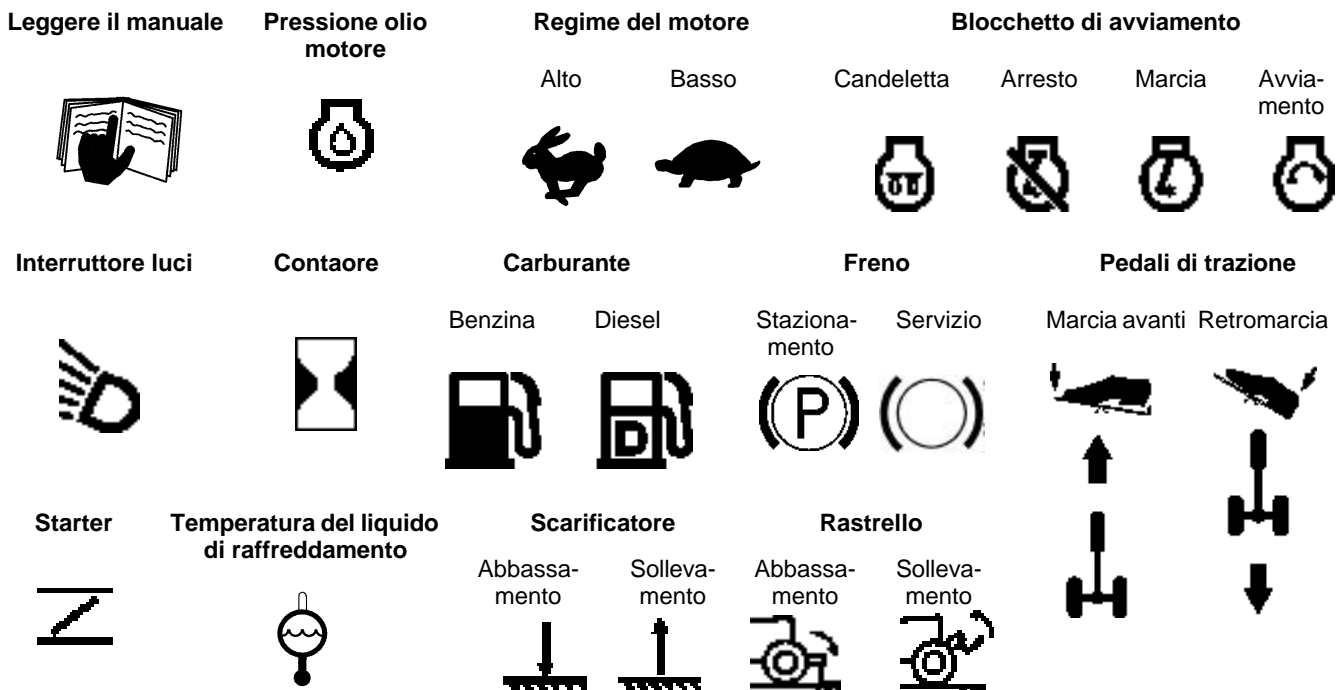 Leggere il manuale
Pressione olio
motore
Regime del motore
Alto
Basso
Blocchetto di avviamento
Candeletta
Arresto
Marcia
Avvia-
mento
Interruttore luci
Contaore
Carburante
Benzina
Diesel
D
Freno
Staziona-
mento
P
Servizio
Pedali di trazione
Marcia avanti
Retromarcia
Starter
Temperatura del liquido
di raffreddamento
Scarificatore
Abbassa-
mento
Solleva-
mento
Rastrello
Abbassa-
mento
Solleva-
mento